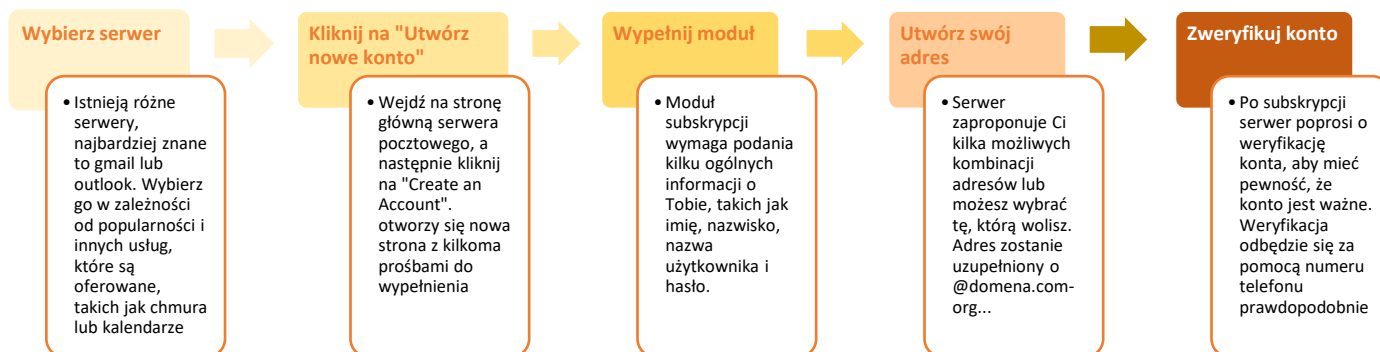 Wybierz serwer
• Istnieją różne
serwery,
najbardziej znane
to gmail lub
outlook. Wybierz
go w zależności
od popularności i
innych usług,
które są
oferowane,
takich jak chmura
lub kalendarze
Kliknij na "Utwórz
nowe konto"
• Wejdź na stronę
główną serwera
pocztowego, a
następnie kliknij
na "Create an
Account".
otworzy się nowa
strona z kilkoma
prośbami do
wypełnienia
Wypełnij moduł
• Moduł
subskrypcji
wymaga podania
kilku ogólnych
informacji o
Tobie, takich jak
imię, nazwisko,
nazwa
użytkownika i
hasło.
Utwórz swój
adres
• Serwer
zaproponuje Ci
kilka możliwych
kombinacji
adresów lub
możesz wybrać
tę, którą wolisz.
Adres zostanie
uzupełniony o
@domena.com-
org...
Zweryfikuj konto
• Po subskrypcji
serwer poprosi o
weryfikację
konta, aby mieć
pewność, że
konto jest ważne.
Weryfikacja
odbędzie się za
pomocą numeru
telefonu
prawdopodobnie